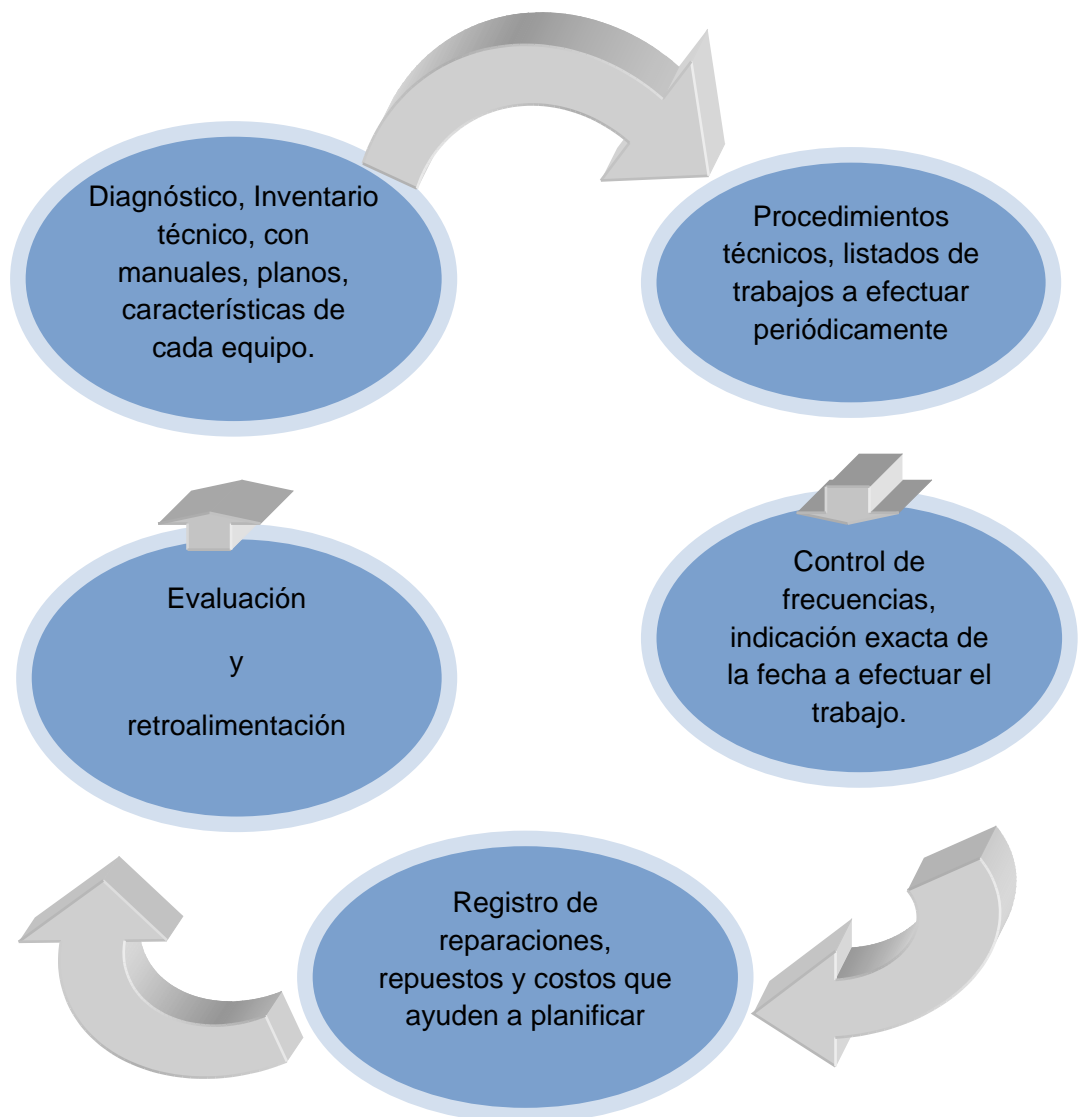 Diagnóstico, Inventario
técnico, con
manuales, planos,
características de
cada equipo.
Procedimientos
técnicos, listados de
trabajos a efectuar
periódicamente
Control de
frecuencias,
indicación exacta de
la fecha a efectuar el
trabajo.
Registro de
reparaciones,
repuestos y costos que
ayuden a planificar
Evaluación
y
retroalimentación